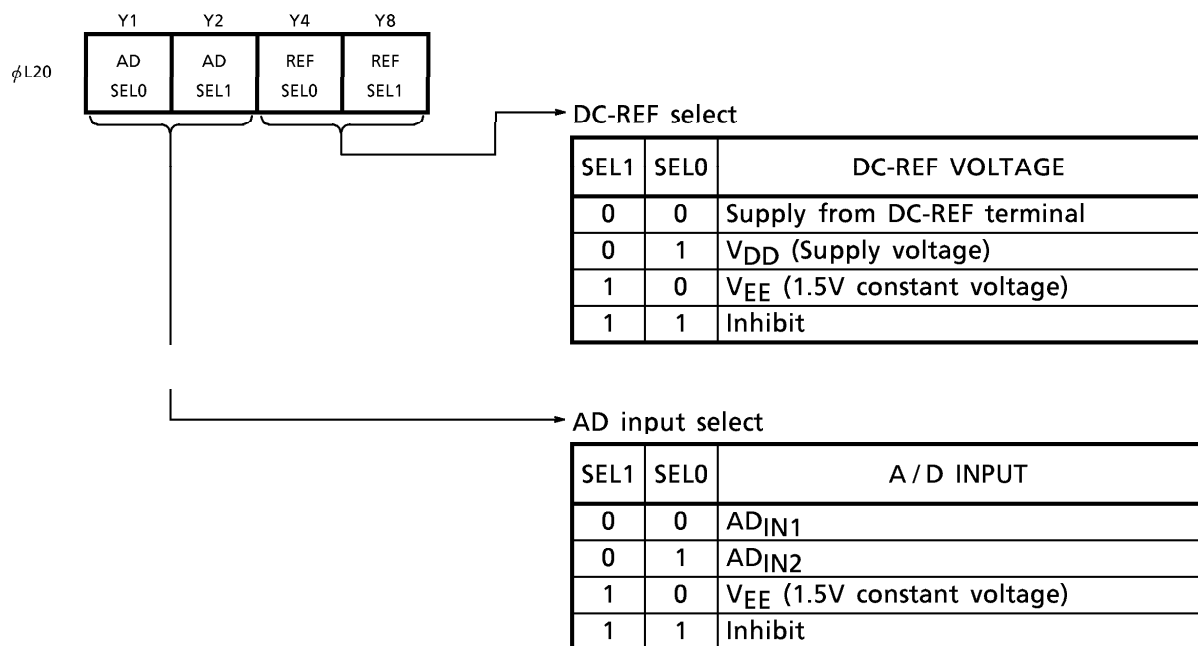 Y1 Y2 Y4 Y8
ϕL20
AD SEL0
AD SEL1
REF SEL0
REF SEL1
DC-REF select
SEL1 SEL0 DC-REF VOLTAGE
0 0 Supply from DC-REF terminal
0 1 VDD (Supply voltage)
1 0 VEE (1.5V constant voltage)
1 1 Inhibit
AD input select
SEL1 SEL0 A/D INPUT
0 0 ADIN1
0 1 ADIN2
1 0 VEE (1.5V constant voltage)
1 1 Inhibit